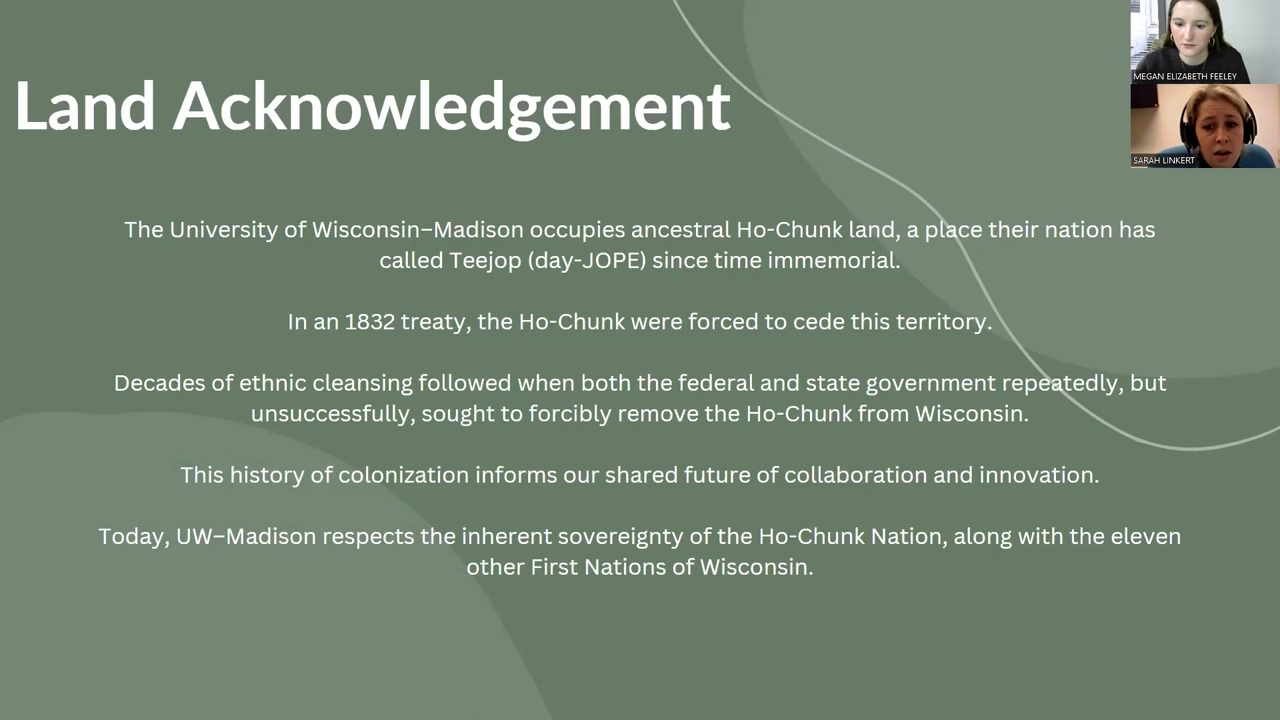 Land Acknowledgement
MEGAN ELIZABETH FEELEY
SARAH LINKERT
The University of Wisconsin–Madison occupies ancestral Ho-Chunk land, a place their nation has
called Teejop (day-JOPE) since time immemorial.
In an 1832 treaty, the Ho-Chunk were forced to cede this territory.
Decades of ethnic cleansing followed when both the federal and state government repeatedly, but
unsuccessfully, sought to forcibly remove the Ho-Chunk from Wisconsin.
This history of colonization informs our shared future of collaboration and innovation.
Today, UW–Madison respects the inherent sovereignty of the Ho-Chunk Nation, along with the eleven
other First Nations of Wisconsin.